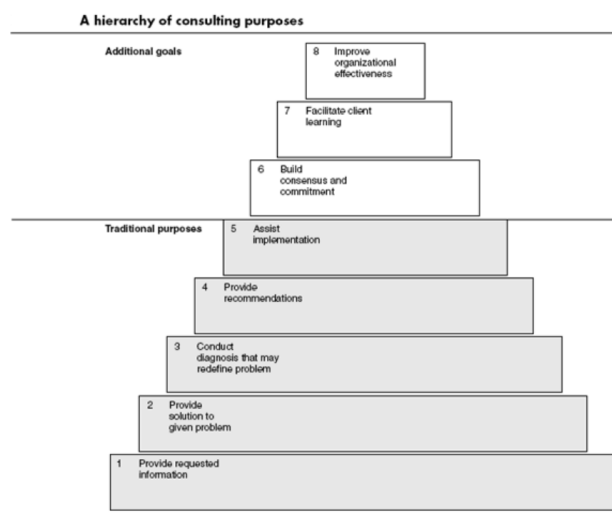 A hierarchy of consulting purposes
Additional goals
8 Improve
organizational
effectiveness
7 Facilitate client
learning
6 Build
consensus and
commitment
Traditional purposes
5 Assist
implementation
4 Provide
recommendations
3 Conduct
diagnosis that may
redefine problem
2 Provide
solution to
given problem
1 Provide requested
information